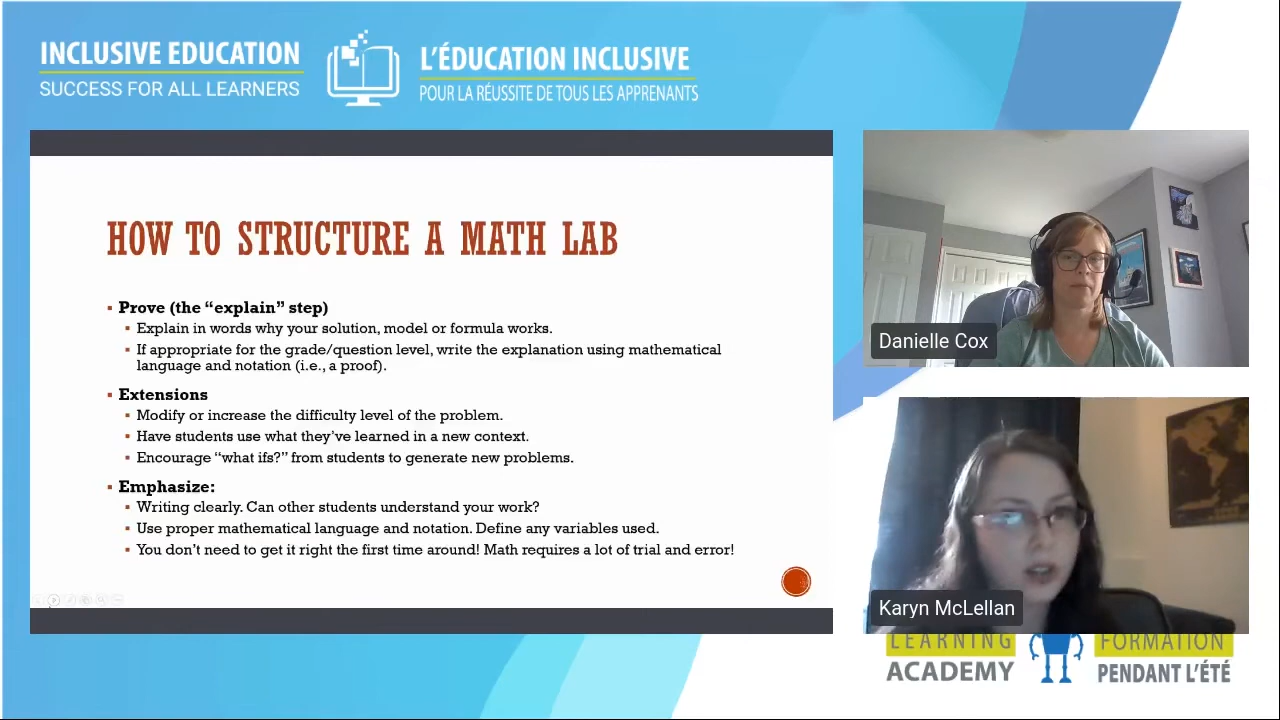 INCLUSIVE EDUCATION
SUCCESS FOR ALL LEARNERS
L'ÉDUCATION INCLUSIVE
POUR LA RÉUSSITE DE TOUS LES APPRENANTS
HOW TO STRUCTURE A MATH LAB
Prove (the “explain” step)
Explain in words why your solution, model or formula works.
If appropriate for the grade/question level, write the explanation using mathematical
language and notation (i.e., a proof).
Extensions
Modify or increase the difficulty level of the problem.
Have students use what they’ve learned in a new context.
Encourage “what ifs?” from students to generate new problems.
Emphasize:
Writing clearly. Can other students understand your work?
Use proper mathematical language and notation. Define any variables used.
You don’t need to get it right the first time around! Math requires a lot of trial and error!
Danielle Cox
Karyn McLellan
LEARNING
ACADEMY
FORMATION
PENDANT L'ÉTÉ